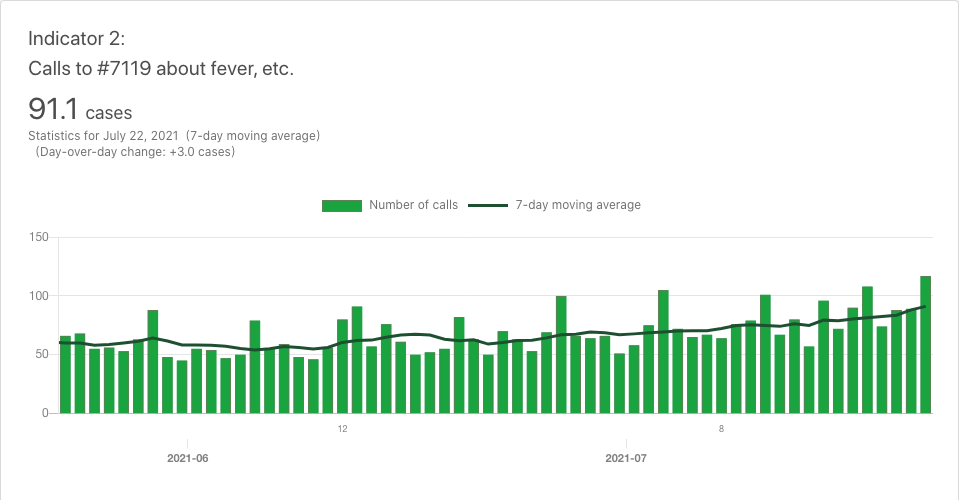 Indicator 2:
Calls to #7119 about fever, etc.
91.1 cases
Statistics for July 22, 2021 (7-day moving average)
(Day-over-day change: +3.0 cases)
Number of calls 7-day moving average
150
100
50
0
12 8
2021-06 2021-07